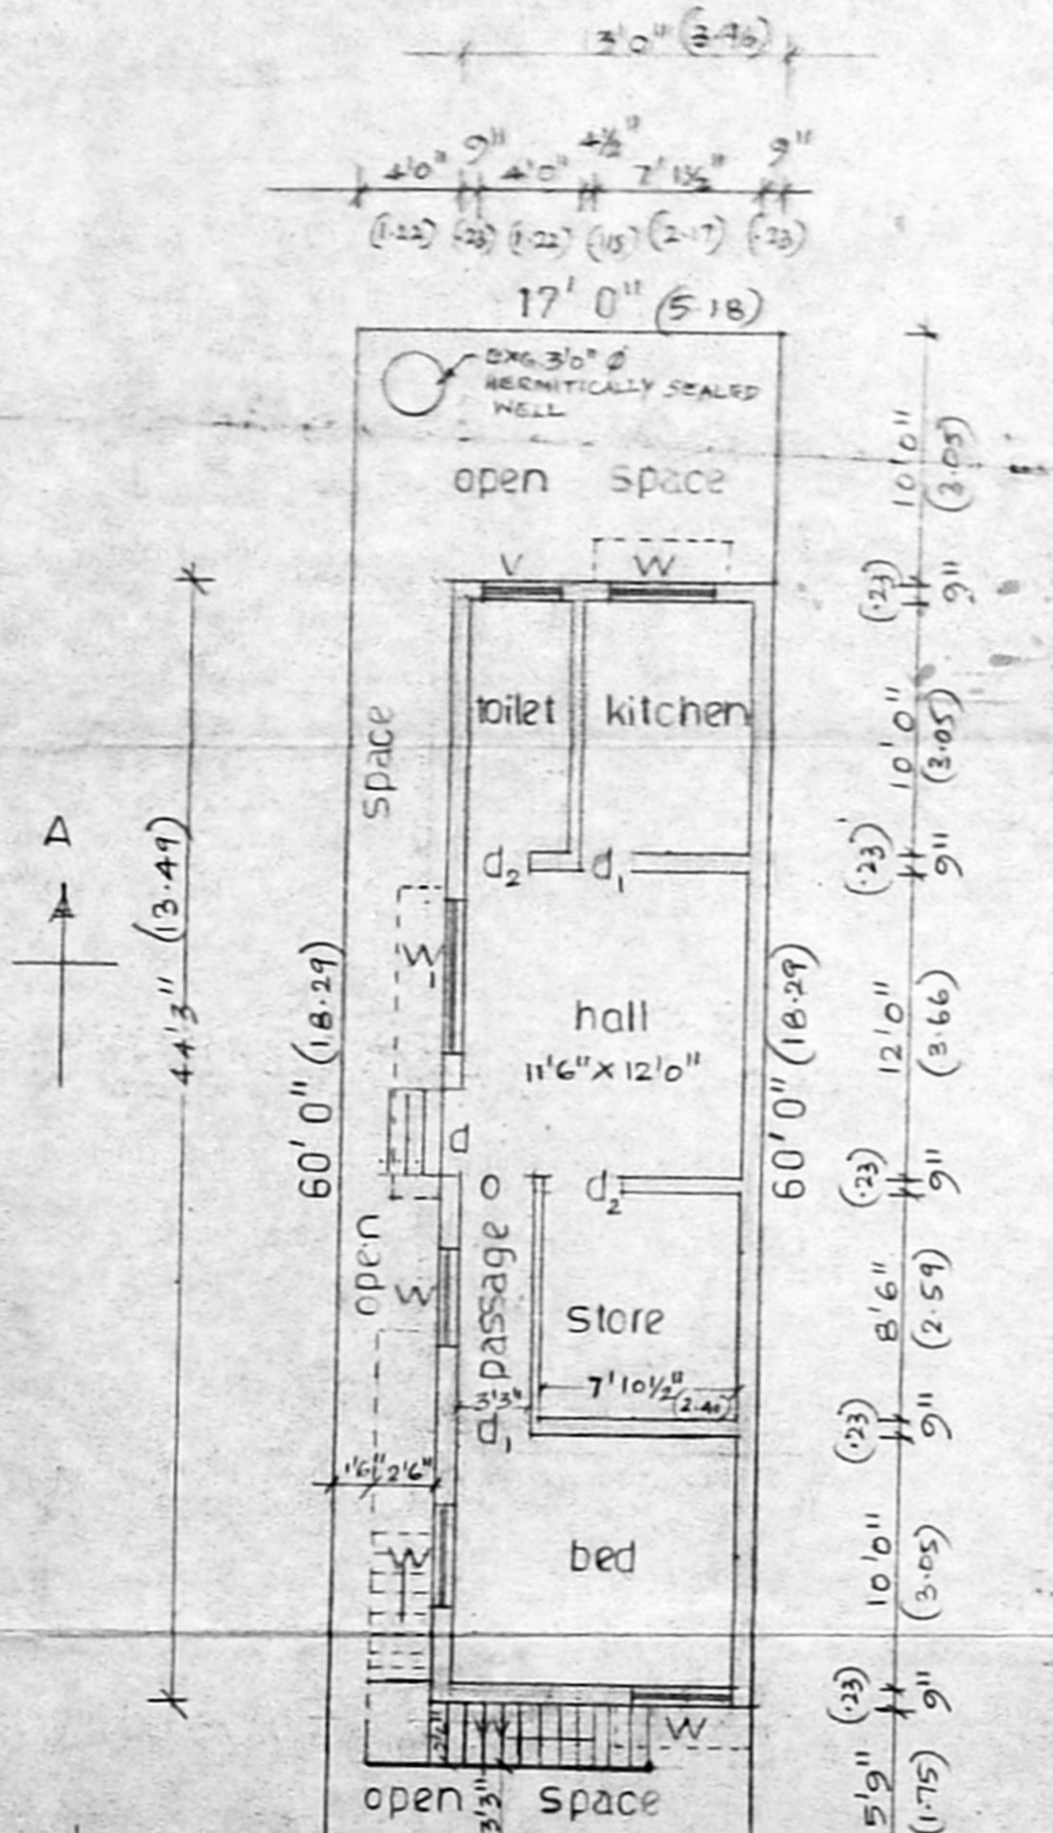 3'0" (3.96)
9" 4½" 9"
4'0" 4'0" 7'1½"
(1.22) (.23) (1.22) (.115) (2.17) (.23)
17' 0" (5.18)
EXG. 3'0" Ø
HERMITICALLY SEALED
WELL
10'0"
(3.05)
open space
V W
(.23)
9"
toilet kitchen
space
10'0"
(3.05)
44'3" (13.49)
d2 d1
(.23)
9"
W
60' 0" (18.29)
hall
11'6" X 12'0"
60' 0" (18.29)
12'0"
(3.66)
d
O
d2
(.23)
9"
open
W
passage
store
8'6"
(2.59)
7'10½"
(2.40)
3'3"
d1
(.23)
9"
1'6" 2'6"
W
bed
10'0"
(3.05)
(.23)
9"
W
2'2"
open space
3'3"
5'9"
(1.75)